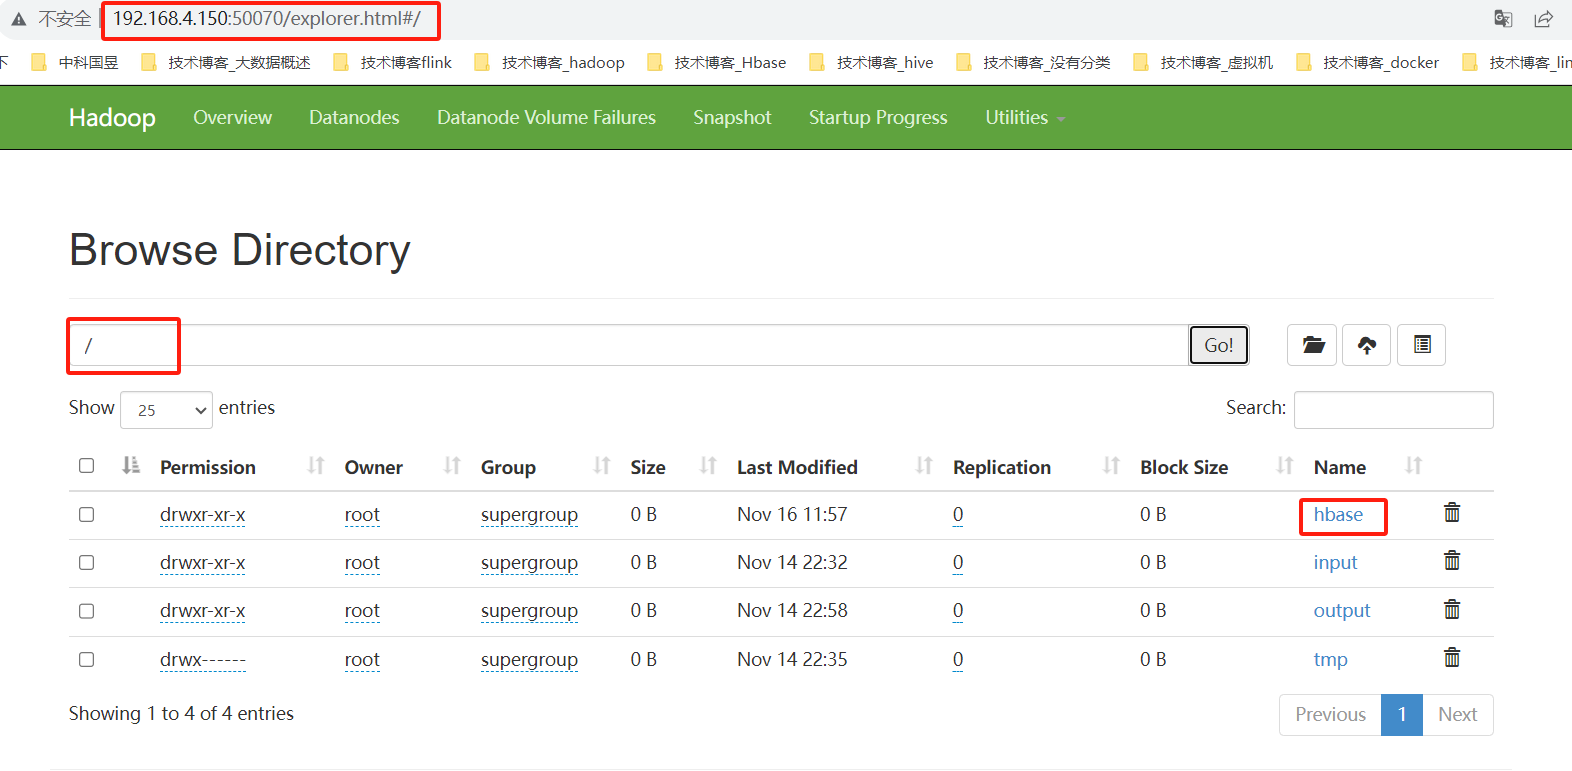 不安全 192.168.4.150:50070/explorer.html#/
下 中科国昱 技术博客_大数据概述 技术博客flink 技术博客_hadoop 技术博客_Hbase 技术博客_hive 技术博客_没有分类 技术博客_虚拟机 技术博客_docker 技术博客_lin
Hadoop Overview Datanodes Datanode Volume Failures Snapshot Startup Progress Utilities
Browse Directory
/ Go!
Show 25 entries Search:
Permission Owner Group Size Last Modified Replication Block Size Name
drwxr-xr-x root supergroup 0 B Nov 16 11:57 0 0 B hbase
drwxr-xr-x root supergroup 0 B Nov 14 22:32 0 0 B input
drwxr-xr-x root supergroup 0 B Nov 14 22:58 0 0 B output
drwx------ root supergroup 0 B Nov 14 22:35 0 0 B tmp
Showing 1 to 4 of 4 entries Previous 1 Next